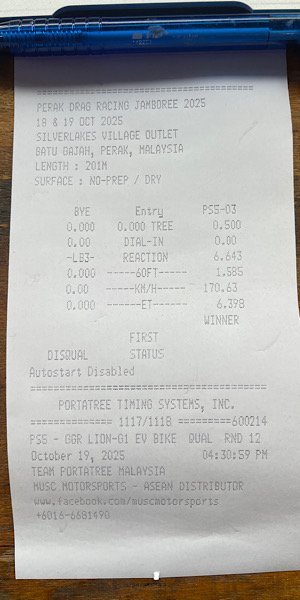 ========================================
PERAK DRAG RACING JAMBOREE 2025
18 & 19 OCT 2025
SILVERLAKES VILLAGE OUTLET
BATU GAJAH, PERAK, MALAYSIA
LENGTH : 201M
SURFACE : NO-PREP / DRY
BYE Entry PS5-03
0.000 0.000 TREE 0.500
0.00 DIAL-IN 0.00
-LB3- REACTION 6.643
0.000 -----60FT------ 1.585
0.00 -----KM/H------ 170.63
0.000 ------ET------- 6.398
WINNER
FIRST
DISQUAL STATUS
Autostart Disabled
========================================
PORTATREE TIMING SYSTEMS, INC.
============== 1117/1118 =========600214
PS5 - GGR LION-G1 EV BIKE QUAL RND 12
October 19, 2025 04:30:59 PM
TEAM PORTATREE MALAYSIA
MUSC MOTORSPORTS - ASEAN DISTRIBUTOR
www.facebook.com/muscmotorsports
+6016-6681490